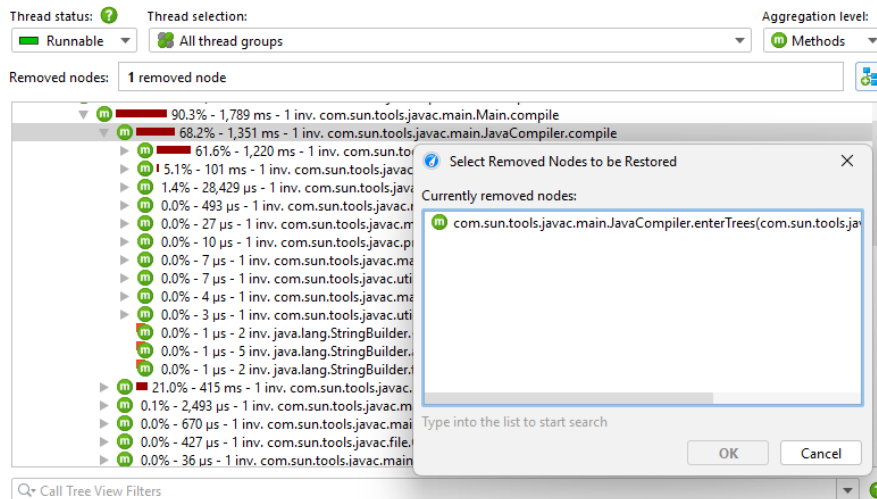 Thread status:
Thread selection:
Aggregation level:
Runnable
All thread groups
Methods
Removed nodes:
1 removed node
90.3% - 1,789 ms - 1 inv. com.sun.tools.javac.main.Main.compile
68.2% - 1,351 ms - 1 inv. com.sun.tools.javac.main.JavaCompiler.compile
61.6% - 1,220 ms - 1 inv. com.sun.to
5.1% - 101 ms - 1 inv. com.sun.tools.javac
1.4% - 28,429 µs - 1 inv. com.sun.tools.java
0.0% - 493 µs - 1 inv. com.sun.tools.javac.
0.0% - 27 µs - 1 inv. com.sun.tools.javac.m
0.0% - 10 µs - 1 inv. com.sun.tools.javac.p
0.0% - 7 µs - 1 inv. com.sun.tools.javac.ma
0.0% - 7 µs - 1 inv. com.sun.tools.javac.uti
0.0% - 4 µs - 1 inv. com.sun.tools.javac.ma
0.0% - 3 µs - 1 inv. com.sun.tools.javac.uti
0.0% - 1 µs - 2 inv. java.lang.StringBuilder.
0.0% - 1 µs - 5 inv. java.lang.StringBuilder.
0.0% - 1 µs - 2 inv. java.lang.StringBuilder.
21.0% - 415 ms - 1 inv. com.sun.tools.javac.
0.1% - 2,493 µs - 1 inv. com.sun.tools.javac.m
0.0% - 670 µs - 1 inv. com.sun.tools.javac.mai
0.0% - 427 µs - 1 inv. com.sun.tools.javac.file.
0.0% - 36 µs - 1 inv. com.sun.tools.javac.main
Call Tree View Filters
Select Removed Nodes to be Restored
Currently removed nodes:
com.sun.tools.javac.main.JavaCompiler.enterTrees(com.sun.tools.jav
Type into the list to start search
OK
Cancel